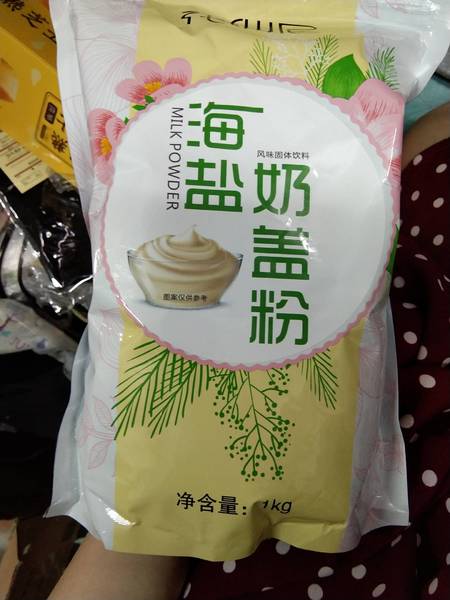 海盐
MILK POWDER
风味固体饮料
奶盖粉
图案仅供参考
净含量：1kg